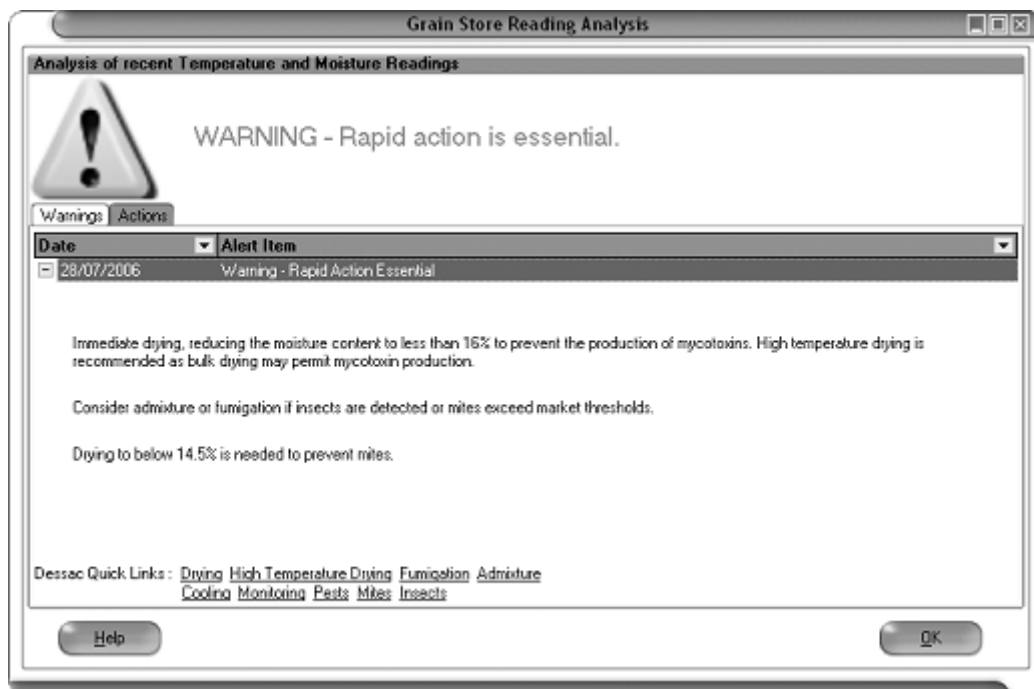 Grain Store Reading Analysis
Analysis of recent Temperature and Moisture Readings
WARNING - Rapid action is essential.
Warnings Actions
Date Alert Item
28/07/2006 Warning - Rapid Action Essential
Immediate drying, reducing the moisture content to less than 16% to prevent the production of mycotoxins. High temperature drying is
recommended as bulk drying may permit mycotoxin production.
Consider admixture or fumigation if insects are detected or mites exceed market thresholds.
Drying to below 14.5% is needed to prevent mites.
Dessac Quick Links : Drying High Temperature Drying Fumigation Admixture
Cooling Monitoring Pests Mites Insects
Help OK